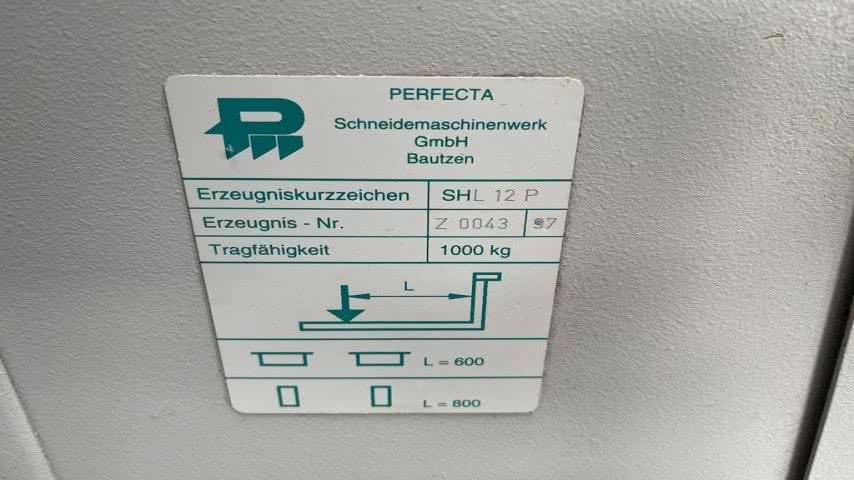 PERFECTA
Schneidemaschinenwerk
GmbH
Bautzen
Erzeugniskurzzeichen SHL 12 P
Erzeugnis - Nr. Z 0043 97
Tragfähigkeit 1000 kg
L
L = 600
L = 800